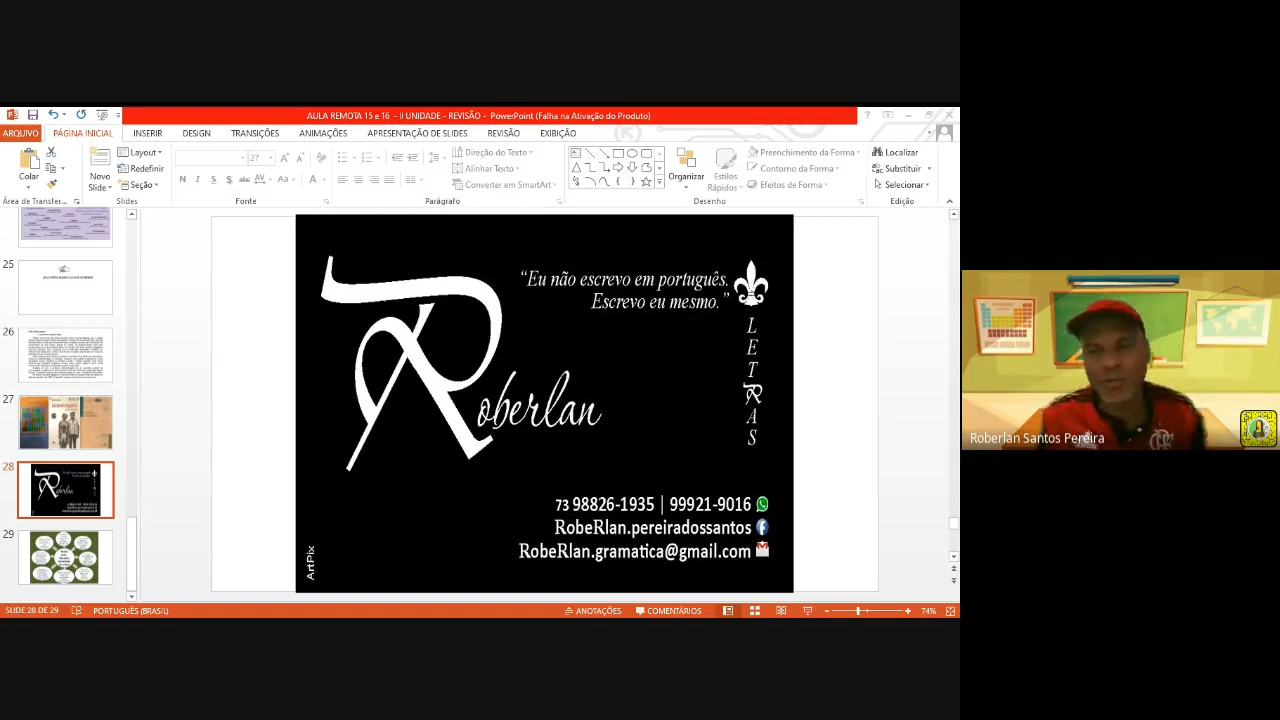 AULA REMOTA 15 e 16 – II UNIDADE - REVISÃO - PowerPoint (Falha na Ativação do Produto)
ARQUIVO PÁGINA INICIAL INSERIR DESIGN TRANSIÇÕES ANIMAÇÕES APRESENTAÇÃO DE SLIDES REVISÃO EXIBIÇÃO
Colar
Novo Slide
Layout
Redefinir
Seção
27
N I S S abc AV Aa A
Direção do Texto
Alinhar Texto
Converter em SmartArt
Organizar
Estilos Rápidos
Preenchimento da Forma
Contorno da Forma
Efeitos de Forma
Localizar
Substituir
Selecionar
Área de Transfer... Slides Fonte Parágrafo Desenho Edição
25
26
27
28
29
“Eu não escrevo em português.
Escrevo eu mesmo.”
LETRAS
Roberlan
73 98826-1935 | 99921-9016
RobeRlan.pereiradossantos
RobeRlan.gramatica@gmail.com
ArtPix
Roberlan Santos Pereira
SLIDE 28 DE 29 PORTUGUÊS (BRASIL) ANOTAÇÕES COMENTÁRIOS 74%